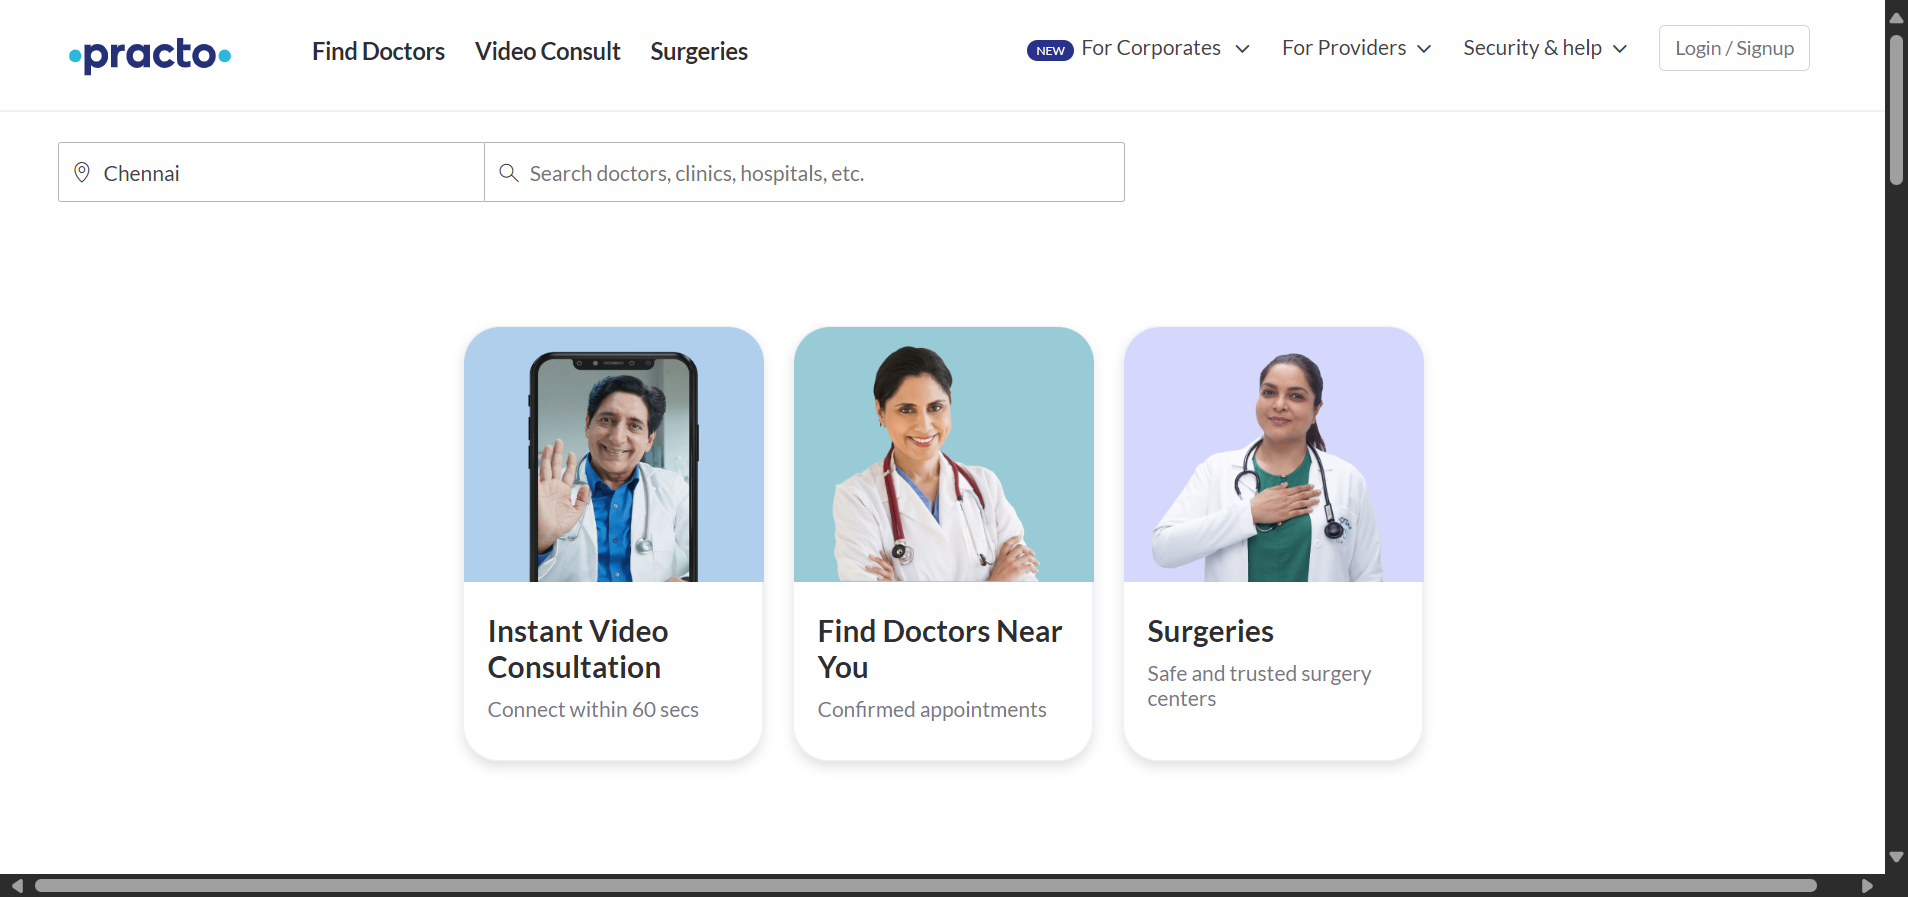 practo
Find Doctors
Video Consult
Surgeries
NEW
For Corporates
For Providers
Security & help
Login / Signup
Chennai
Search doctors, clinics, hospitals, etc.
Instant Video
Consultation
Connect within 60 secs
Find Doctors Near
You
Confirmed appointments
Surgeries
Safe and trusted surgery
centers